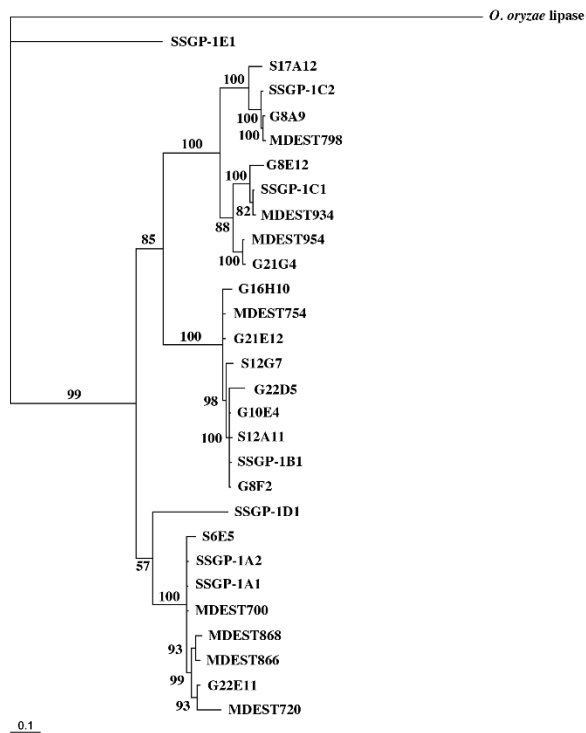 O. oryzae lipase
SSGP-1E1
S17A12
100
SSGP-1C2
100
G8A9
100
MDEST798
100
G8E12
100
SSGP-1C1
82
MDEST934
88
MDEST954
100
G21G4
85
G16H10
MDEST754
100
G21E12
S12G7
98
G22D5
G10E4
100
S12A11
SSGP-1B1
G8F2
99
SSGP-1D1
57
S6E5
SSGP-1A2
SSGP-1A1
100
MDEST700
MDEST868
93
MDEST866
99
G22E11
93
MDEST720
0.1